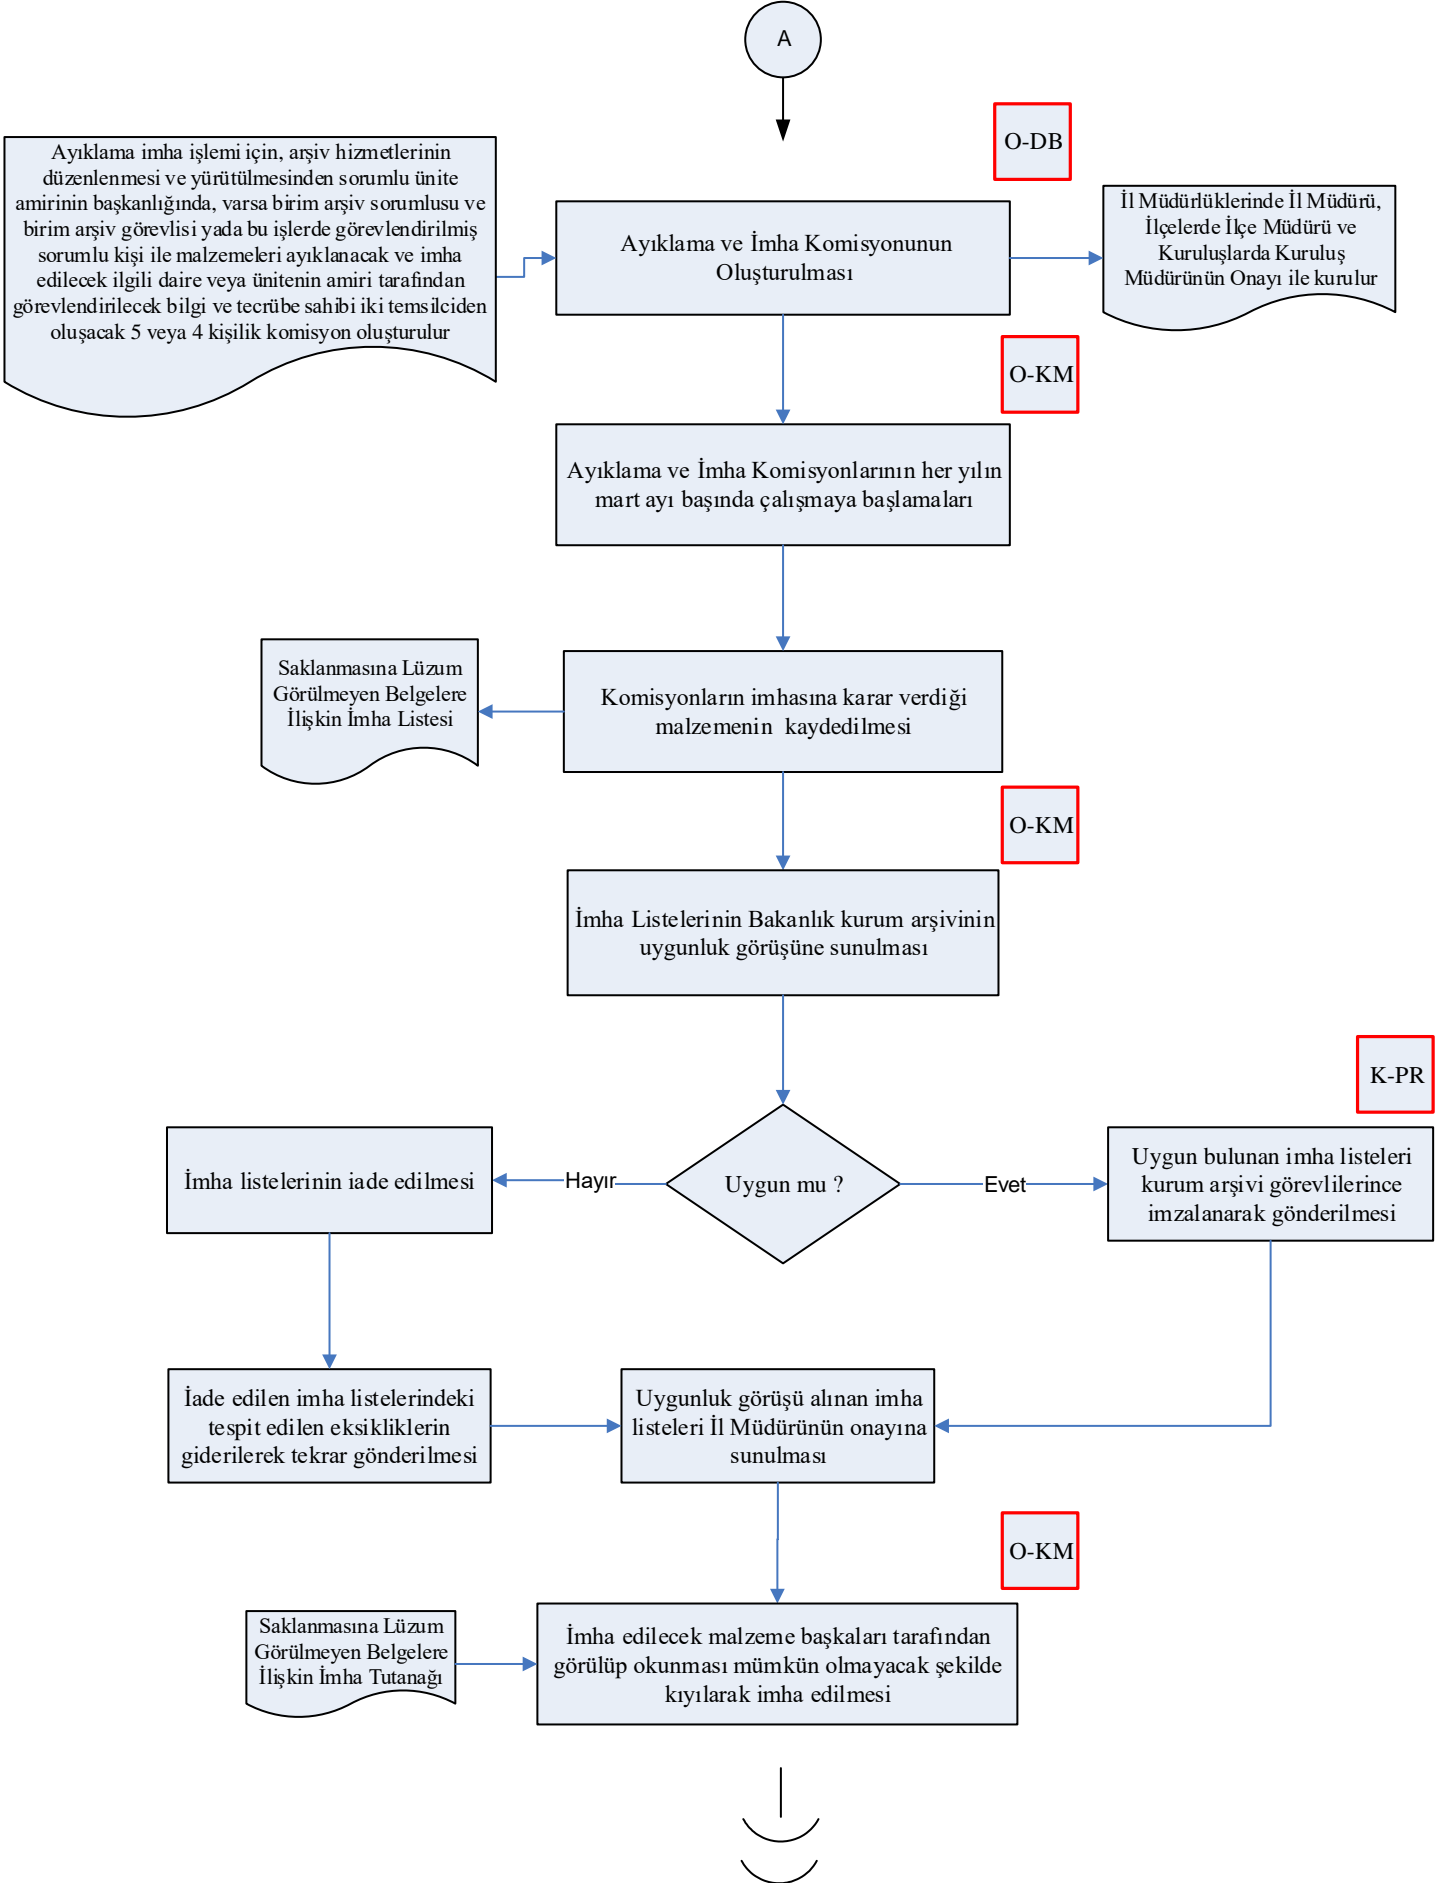 A
O-DB
Ayıklama imha işlemi için, arşiv hizmetlerinin
düzenlenmesi ve yürütülmesinden sorumlu ünite
amirinin başkanlığında, varsa birim arşiv sorumlusu ve
birim arşiv görevlisi yada bu işlerde görevlendirilmiş
sorumlu kişi ile malzemeleri ayıklanacak ve imha
edilecek ilgili daire veya ünitenin amiri tarafından
görevlendirilecek bilgi ve tecrübe sahibi iki temsilciden
oluşacak 5 veya 4 kişilik komisyon oluşturulur
Ayıklama ve İmha Komisyonunun
Oluşturulması
İl Müdürlüklerinde İl Müdürü,
İlçelerde İlçe Müdürü ve
Kuruluşlarda Kuruluş
Müdürünün Onayı ile kurulur
O-KM
Ayıklama ve İmha Komisyonlarının her yılın
mart ayı başında çalışmaya başlamaları
Saklanmasına Lüzum
Görülmeyen Belgelere
İlişkin İmha Listesi
Komisyonların imhasına karar verdiği
malzemenin kaydedilmesi
O-KM
İmha Listelerinin Bakanlık kurum arşivinin
uygunluk görüşüne sunulması
K-PR
İmha listelerinin iade edilmesi
Hayır
Uygun mu ?
Evet
Uygun bulunan imha listeleri
kurum arşivi görevlilerince
imzalanarak gönderilmesi
İade edilen imha listelerindeki
tespit edilen eksikliklerin
giderilerek tekrar gönderilmesi
Uygunluk görüşü alınan imha
listeleri İl Müdürünün onayına
sunulması
O-KM
Saklanmasına Lüzum
Görülmeyen Belgelere
İlişkin İmha Tutanağı
İmha edilecek malzeme başkaları tarafından
görülüp okunması mümkün olmayacak şekilde
kıyılarak imha edilmesi